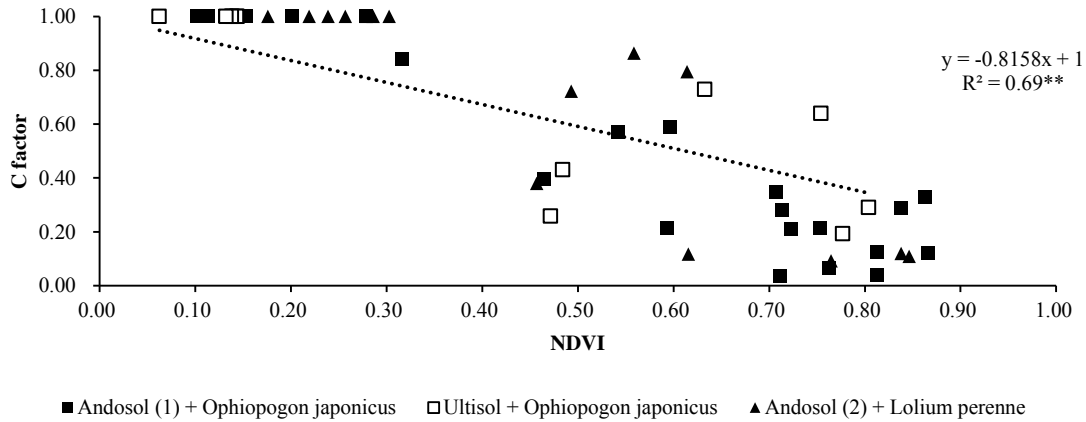 1.00
0.80
0.60
0.40
0.20
0.00
C factor
y = -0.8158x + 1
R² = 0.69**
0.00 0.10 0.20 0.30 0.40 0.50 0.60 0.70 0.80 0.90 1.00
NDVI
Andosol (1) + Ophiopogon japonicus Ultisol + Ophiopogon japonicus Andosol (2) + Lolium perenne